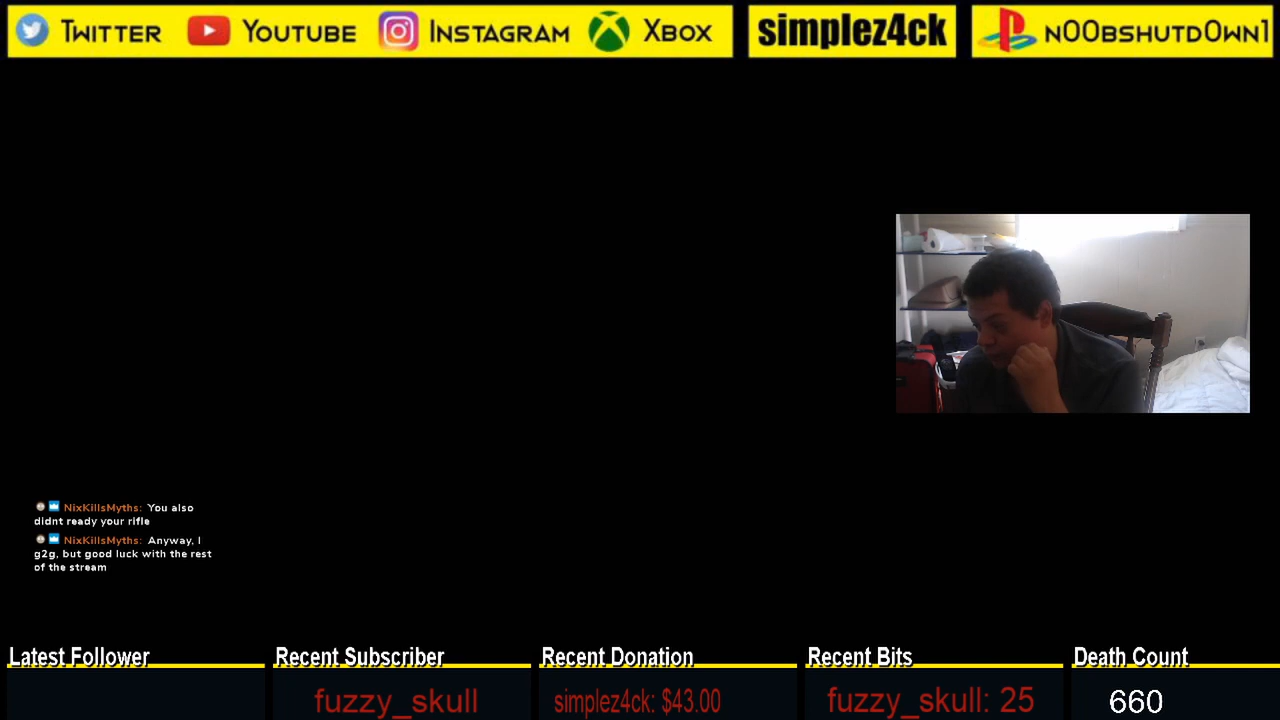 Twitter Youtube Instagram Xbox simplez4ck n00bshutd0wn1
NixKillsMyths: You also
didnt ready your rifle
NixKillsMyths: Anyway, I
g2g, but good luck with the rest
of the stream
Latest Follower Recent Subscriber Recent Donation Recent Bits Death Count
fuzzy_skull simplez4ck: $43.00 fuzzy_skull: 25 660